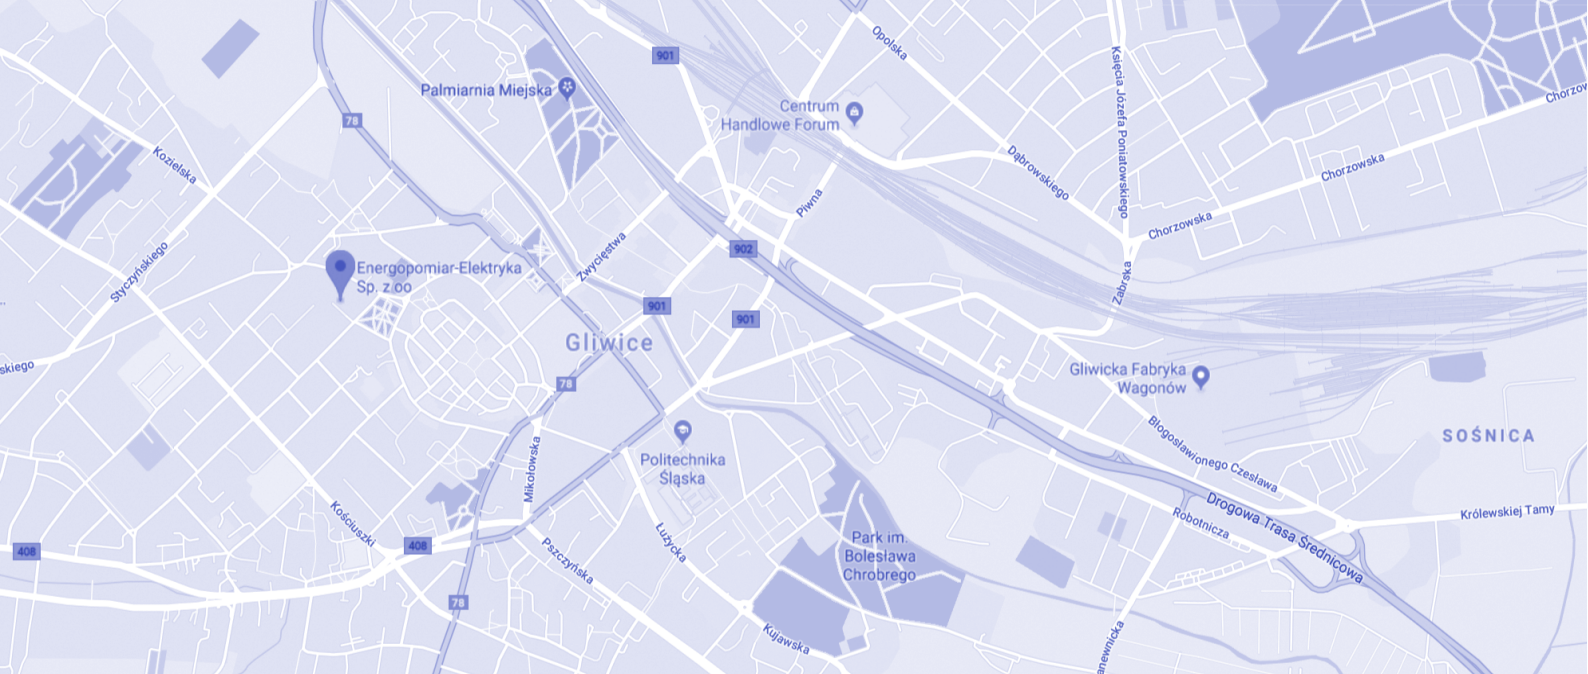 901
Opolska
Księcia Józefa Poniatowskiego
Palmiarnia Miejska
Chorzow
Centrum
Handlowe Forum
78
Kozielska
Dąbrowskiego
Chorzowska
Piwna
Chorzowska
Styczyńskiego
Zwycięstwa
902
Energopomiar-Elektryka
Sp. z oo
Zabrska
901
901
Gliwice
skiego
78
Gliwicka Fabryka
Wagonów
SOŚNICA
Politechnika
Śląska
Mikołowska
Błogosławionego Czesława
Kościuszki
Drogowa Trasa Średnicowa
Robotnicza
Królewskiej Tamy
408
408
Łużycka
Pszczyńska
Park im.
Bolesława
Chrobrego
78
Kujawska
anewnicka